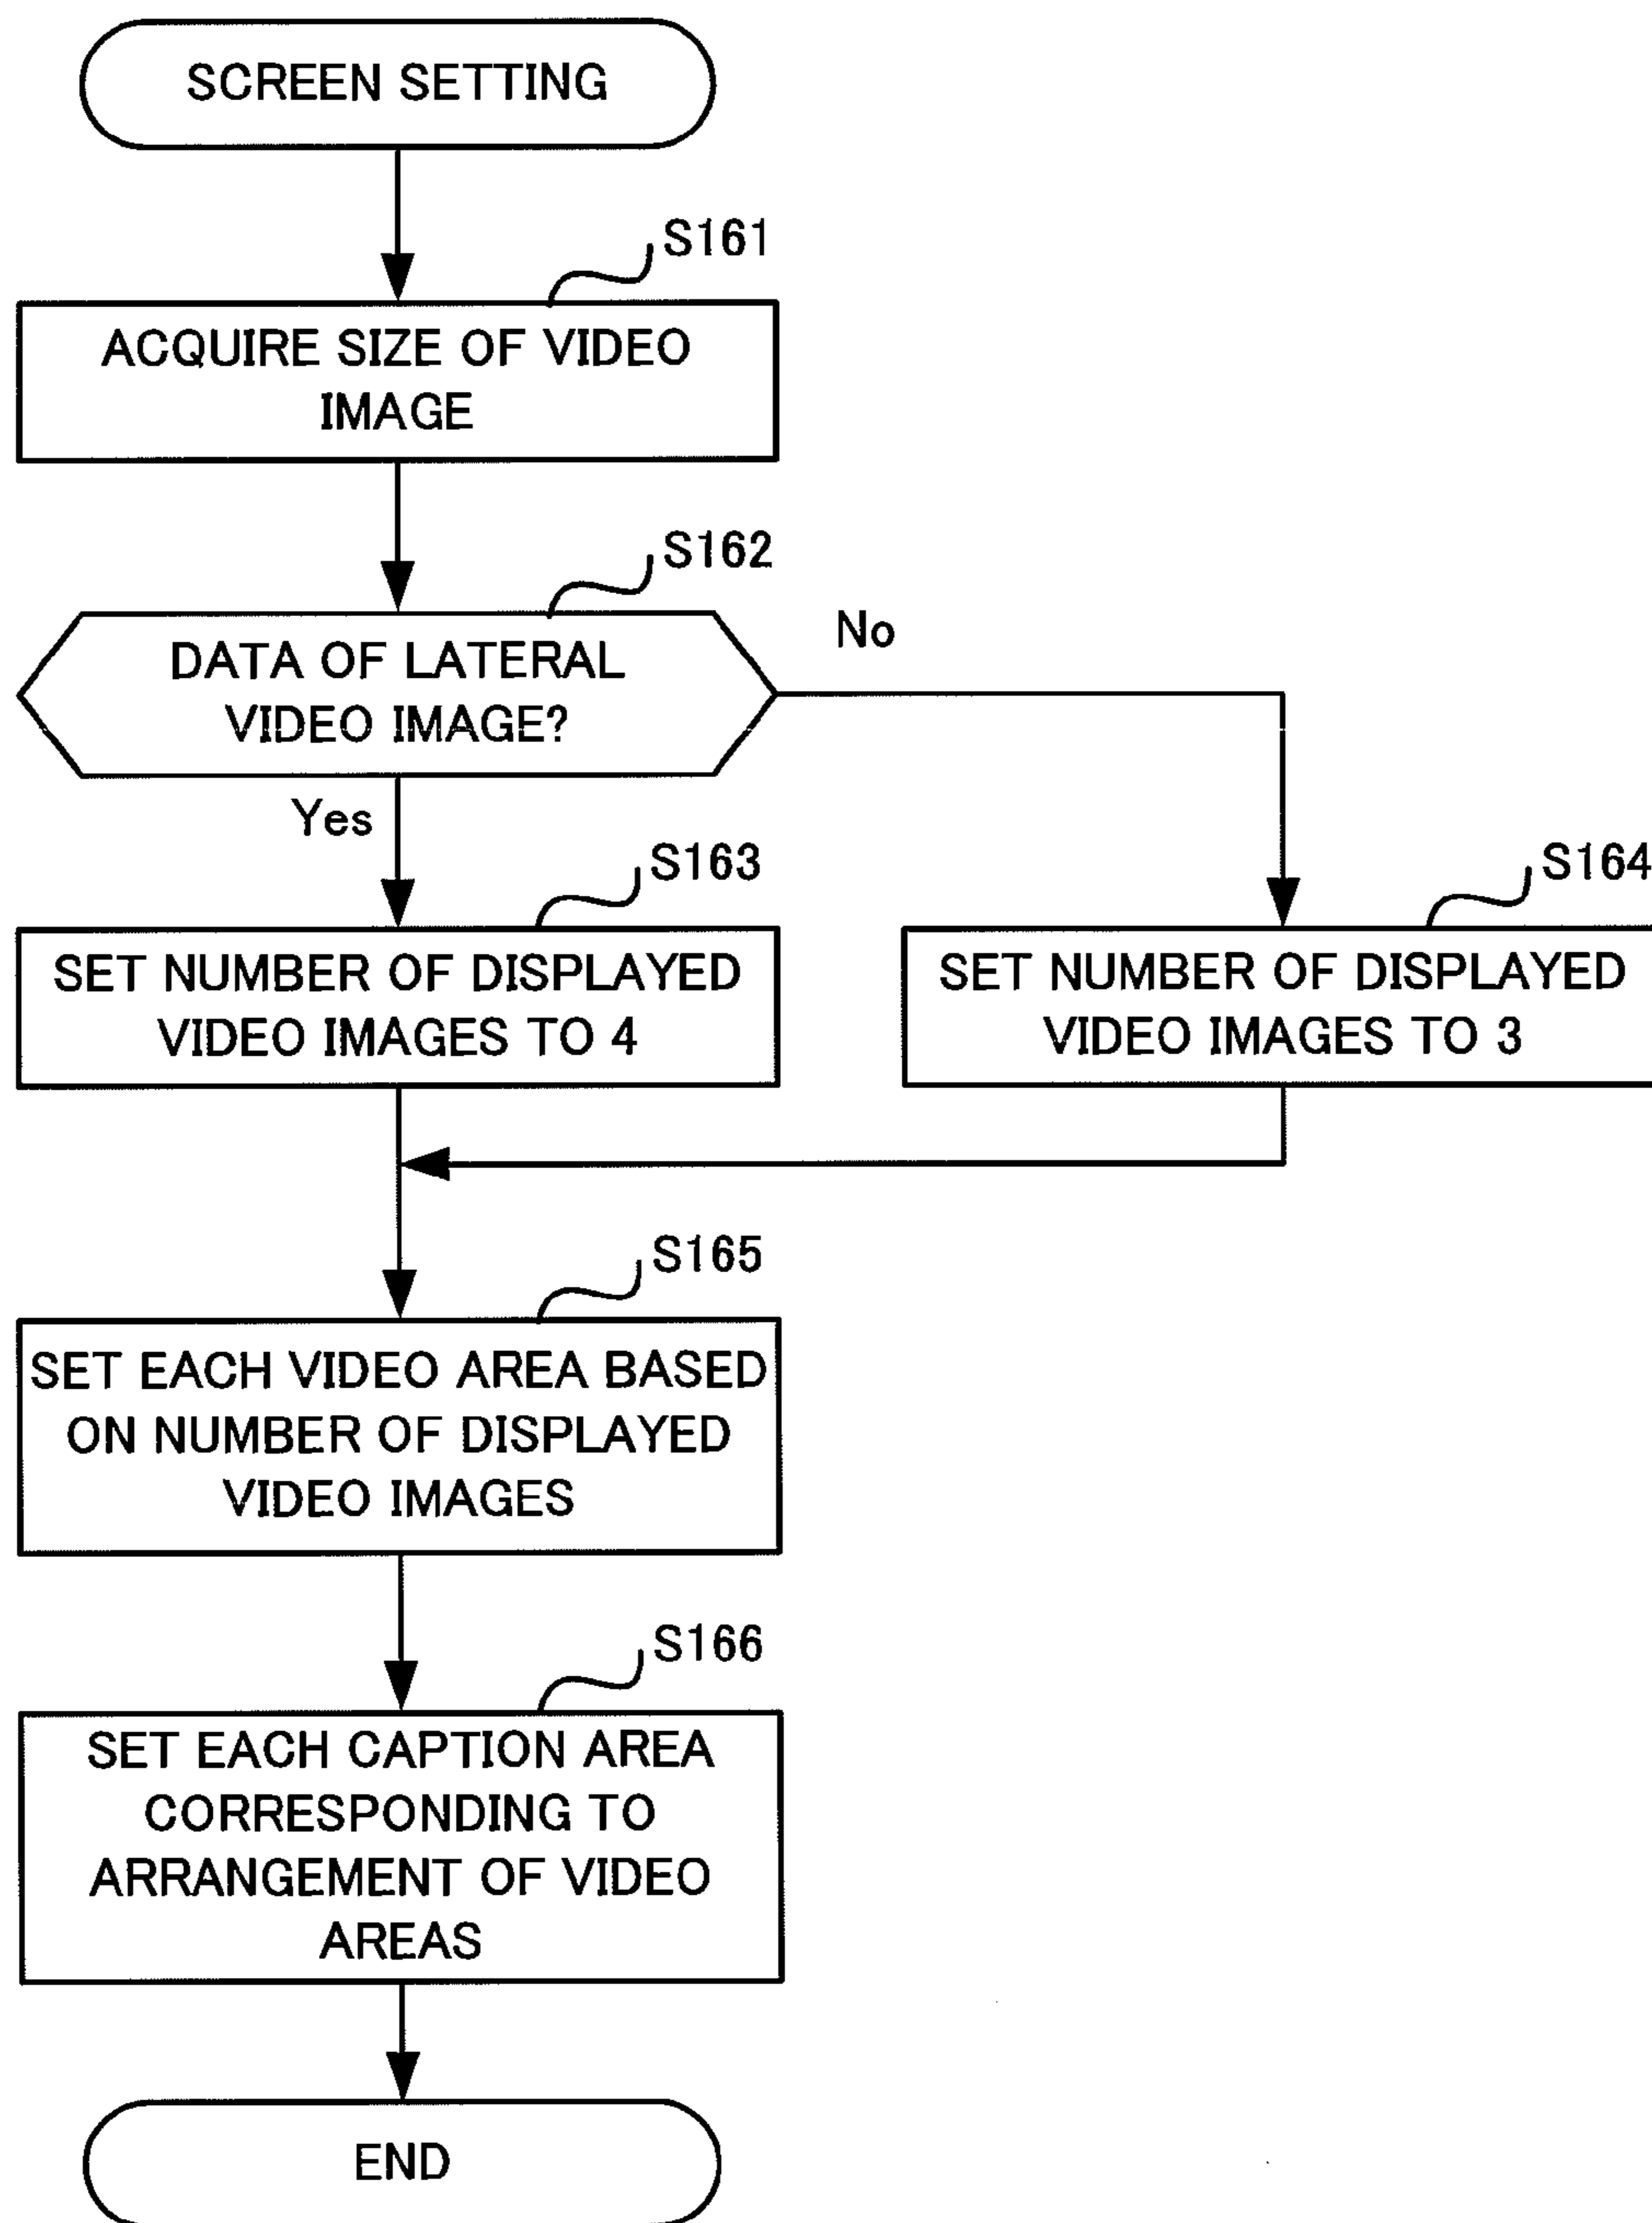 SCREEN SETTING
S161
ACQUIRE SIZE OF VIDEO
IMAGE
S162
DATA OF LATERAL
VIDEO IMAGE?
No
Yes
S163
SET NUMBER OF DISPLAYED
VIDEO IMAGES TO 4
S164
SET NUMBER OF DISPLAYED
VIDEO IMAGES TO 3
S165
SET EACH VIDEO AREA BASED
ON NUMBER OF DISPLAYED
VIDEO IMAGES
S166
SET EACH CAPTION AREA
CORRESPONDING TO
ARRANGEMENT OF VIDEO
AREAS
END